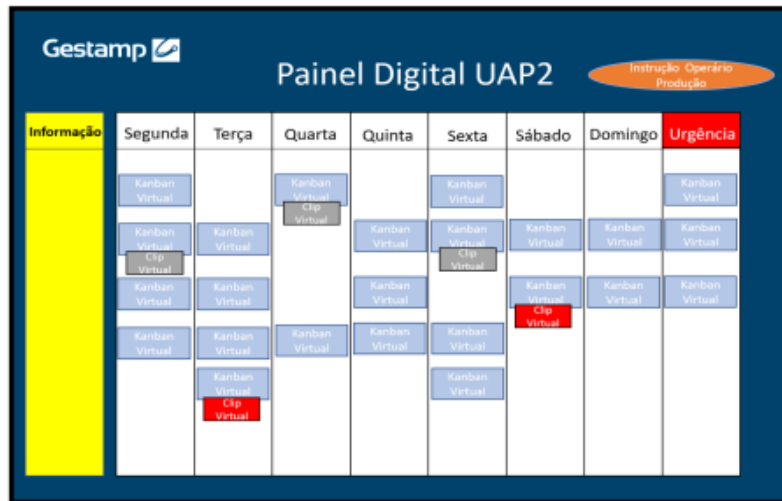 Gestamp
Painel Digital UAP2
Instrução Operário
Produção
Informação
Segunda
Terça
Quarta
Quinta
Sexta
Sábado
Domingo
Urgência
Kanban
Virtual
Kanban
Virtual
Kanban
Virtual
Kanban
Virtual
Clip
Virtual
Kanban
Virtual
Kanban
Virtual
Kanban
Virtual
Kanban
Virtual
Kanban
Virtual
Kanban
Virtual
Kanban
Virtual
Clip
Virtual
Clip
Virtual
Kanban
Virtual
Kanban
Virtual
Kanban
Virtual
Kanban
Virtual
Kanban
Virtual
Kanban
Virtual
Clip
Virtual
Kanban
Virtual
Kanban
Virtual
Kanban
Virtual
Kanban
Virtual
Kanban
Virtual
Kanban
Virtual
Kanban
Virtual
Clip
Virtual